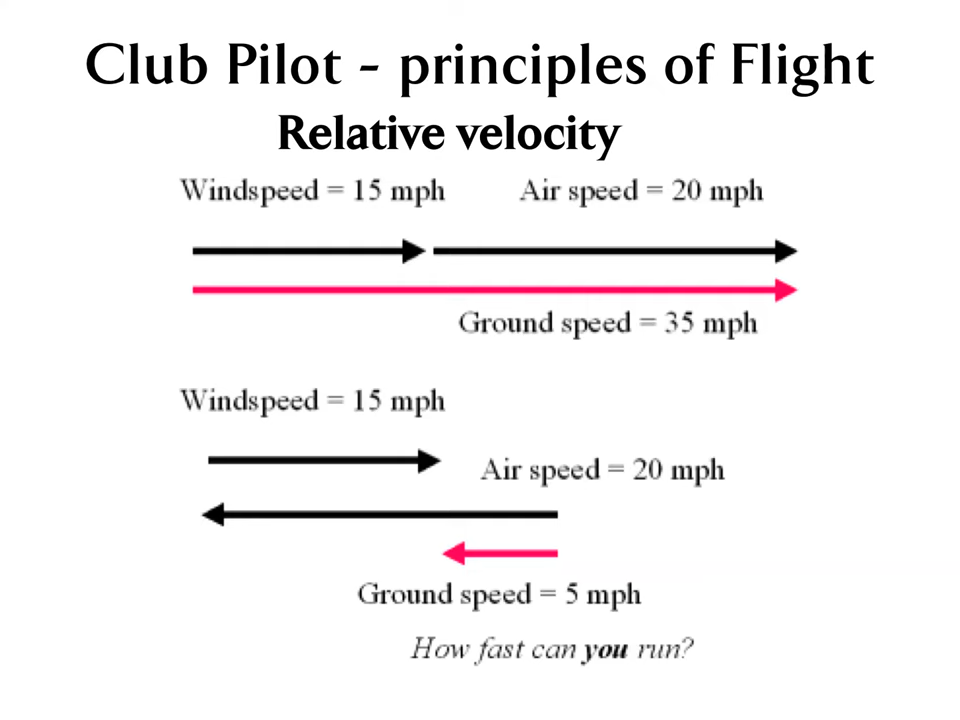 Club Pilot - principles of Flight
Relative velocity
Windspeed = 15 mph
Air speed = 20 mph
Ground speed = 35 mph
Windspeed = 15 mph
Air speed = 20 mph
Ground speed = 5 mph
How fast can you run?